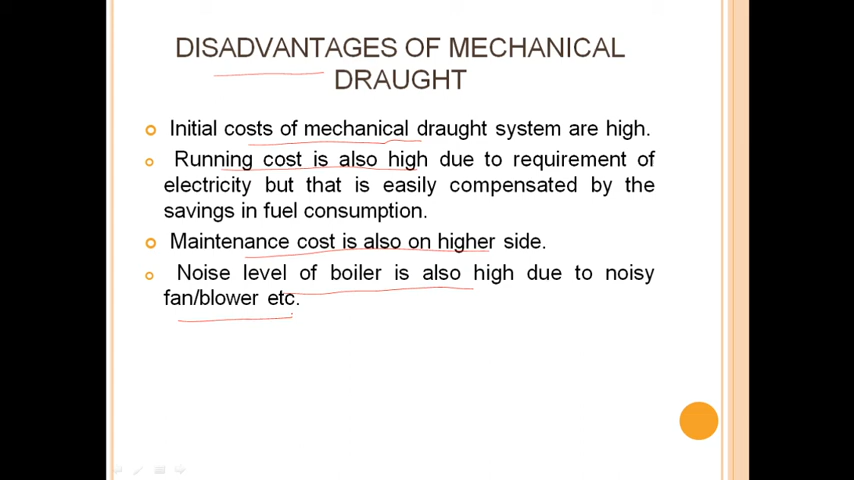 DISADVANTAGES OF MECHANICAL
DRAUGHT
Initial costs of mechanical draught system are high.
Running cost is also high due to requirement of
electricity but that is easily compensated by the
savings in fuel consumption.
Maintenance cost is also on higher side.
Noise level of boiler is also high due to noisy
fan/blower etc.